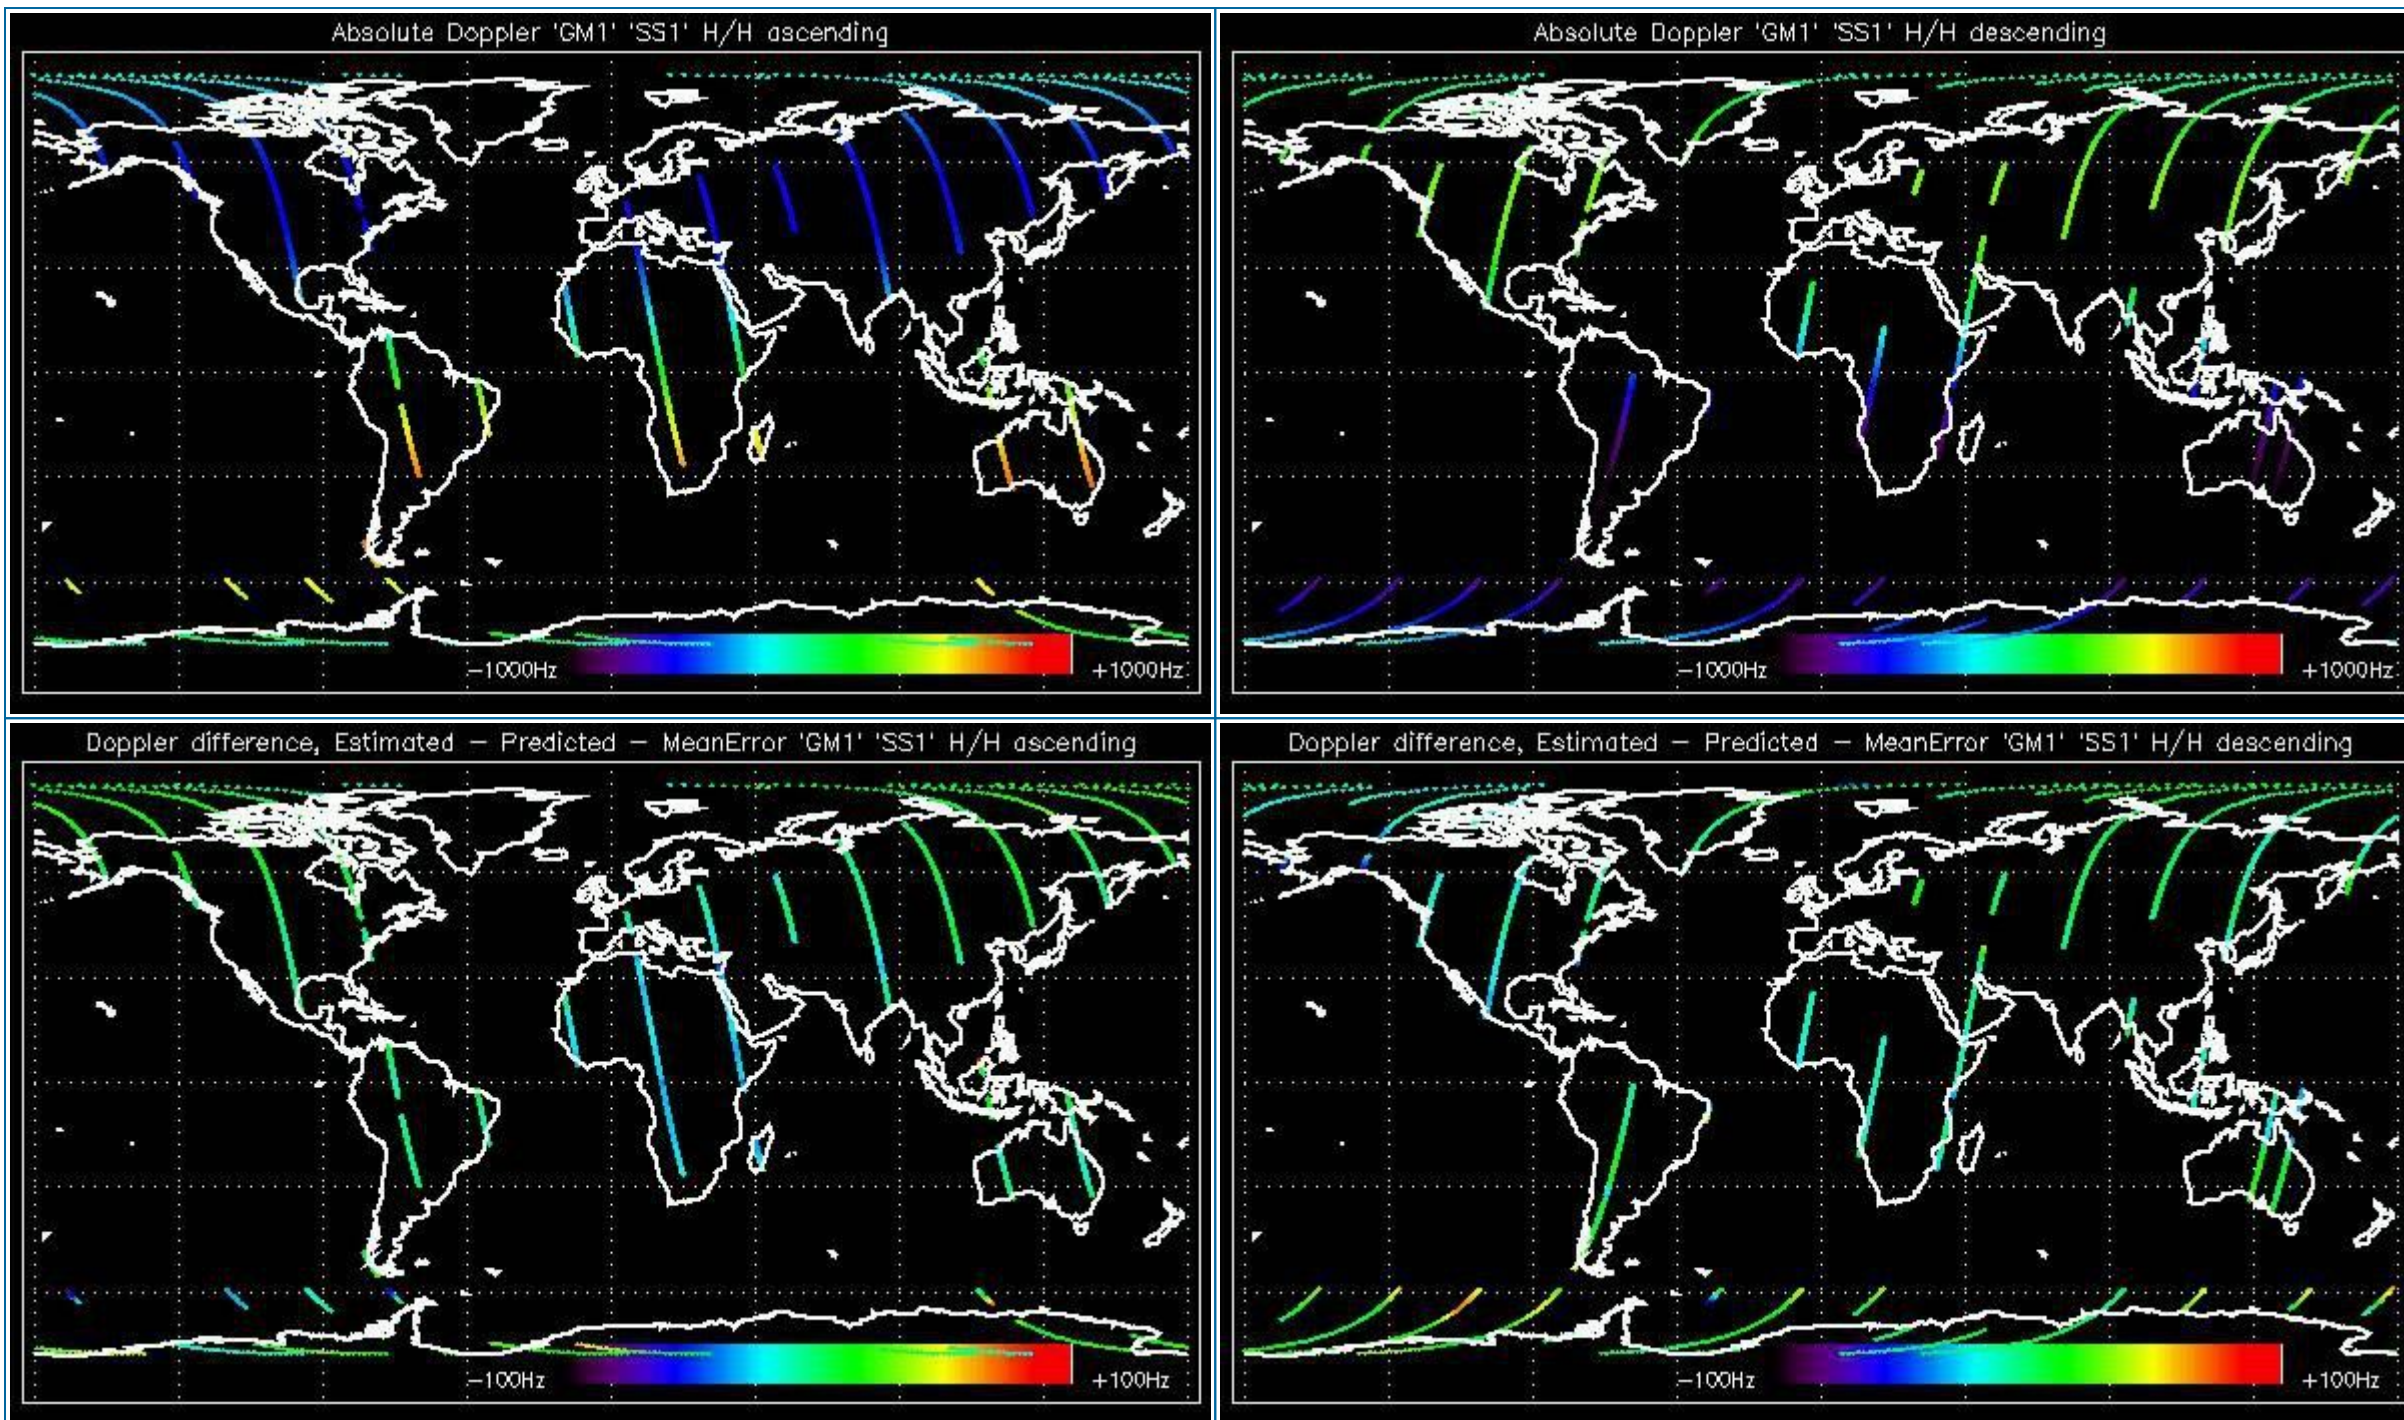 Absolute Doppler 'GM1' 'SS1' H/H ascending
−1000Hz
+1000Hz
Absolute Doppler 'GM1' 'SS1' H/H descending
−1000Hz
+1000Hz
Doppler difference, Estimated − Predicted − MeanError 'GM1' 'SS1' H/H ascending
−100Hz
+100Hz
Doppler difference, Estimated − Predicted − MeanError 'GM1' 'SS1' H/H descending
−100Hz
+100Hz